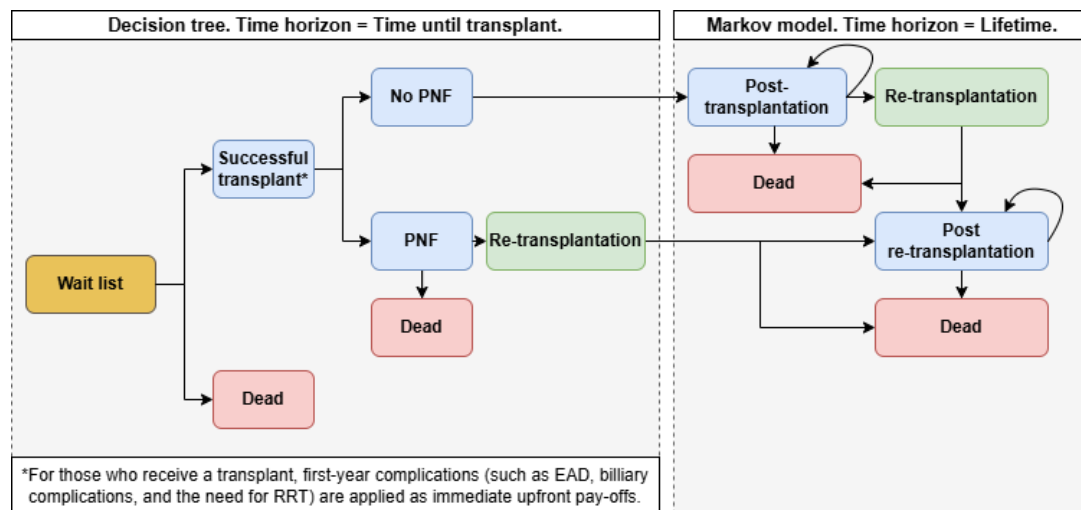 Decision tree. Time horizon = Time until transplant.
Markov model. Time horizon = Lifetime.
No PNF
Post-
transplantation
Re-transplantation
Successful
transplant*
Dead
PNF
Re-transplantation
Post
re-transplantation
Wait list
Dead
Dead
Dead
*For those who receive a transplant, first-year complications (such as EAD, billiary
complications, and the need for RRT) are applied as immediate upfront pay-offs.